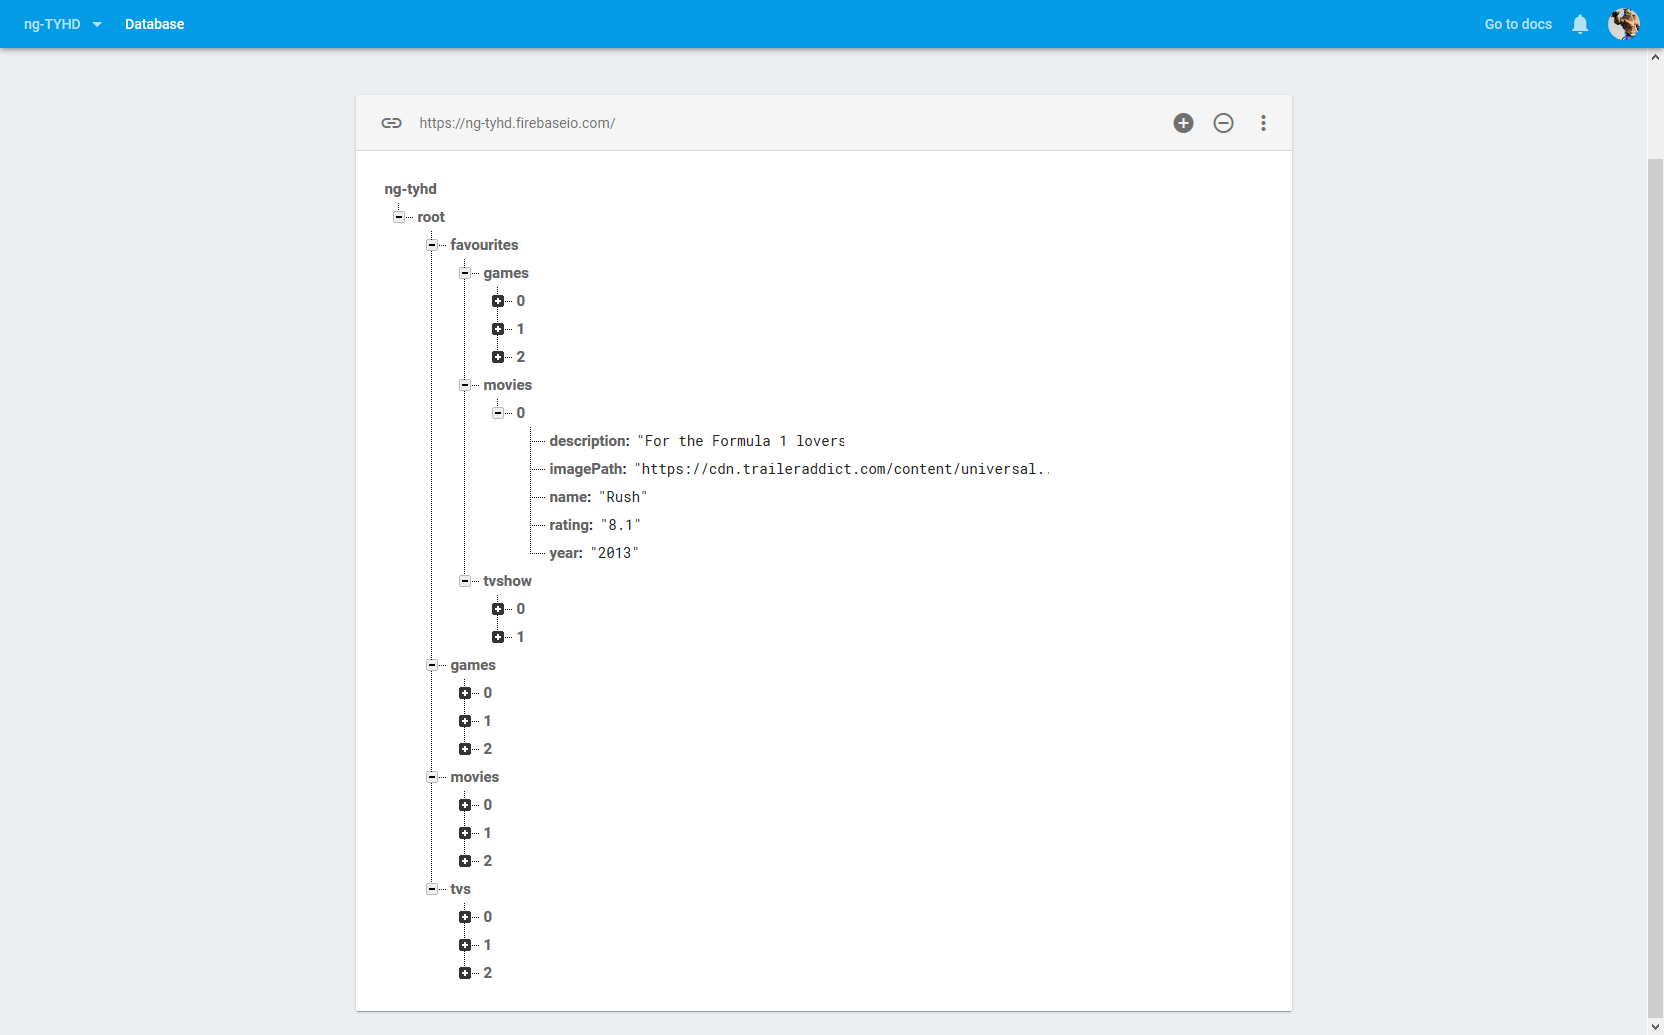 ng-TYHD Database Go to docs
https://ng-tyhd.firebaseio.com/
ng-tyhd
root
favourites
games
0
1
2
movies
0
description: "For the Formula 1 lovers
imagePath: "https://cdn.traileraddict.com/content/universal..
name: "Rush"
rating: "8.1"
year: "2013"
tvshow
0
1
games
0
1
2
movies
0
1
2
tvs
0
1
2